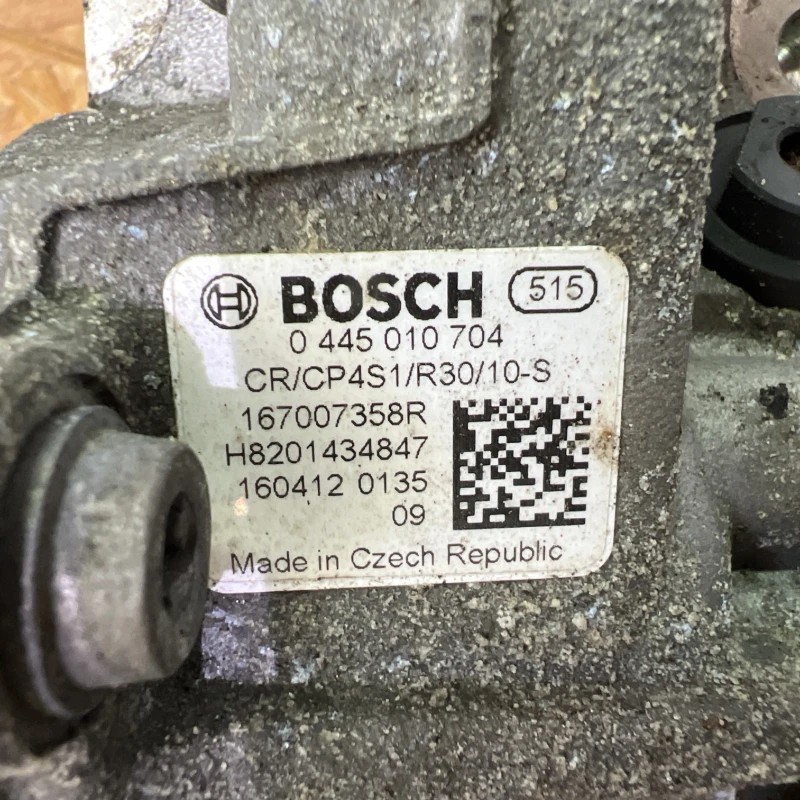 BOSCH 515
0 445 010 704
CR/CP4S1/R30/10-S
167007358R
H8201434847
160412 0135
09
Made in Czech Republic